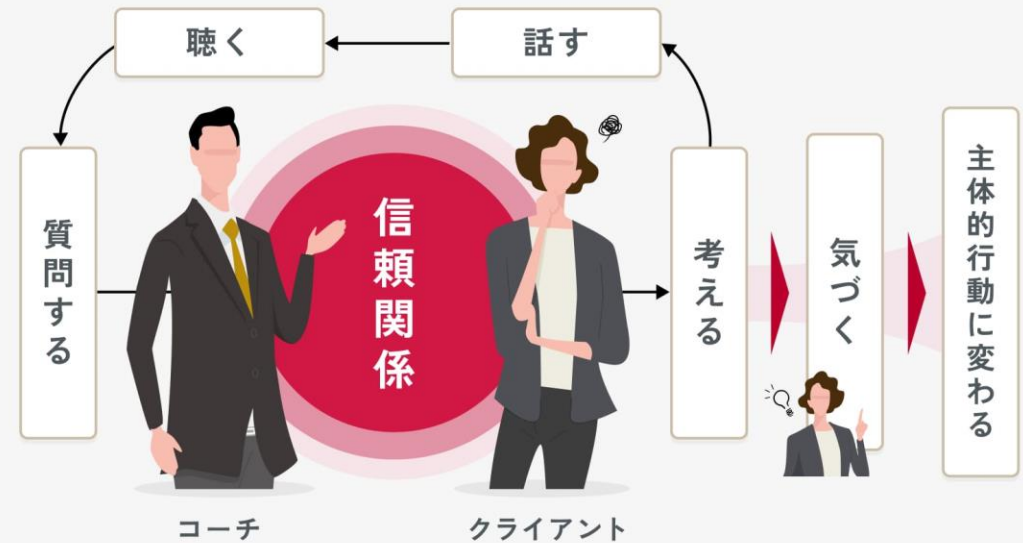 聴く
話す
質問する
信頼関係
考える
気づく
主体的行動に変わる
コーチ
クライアント